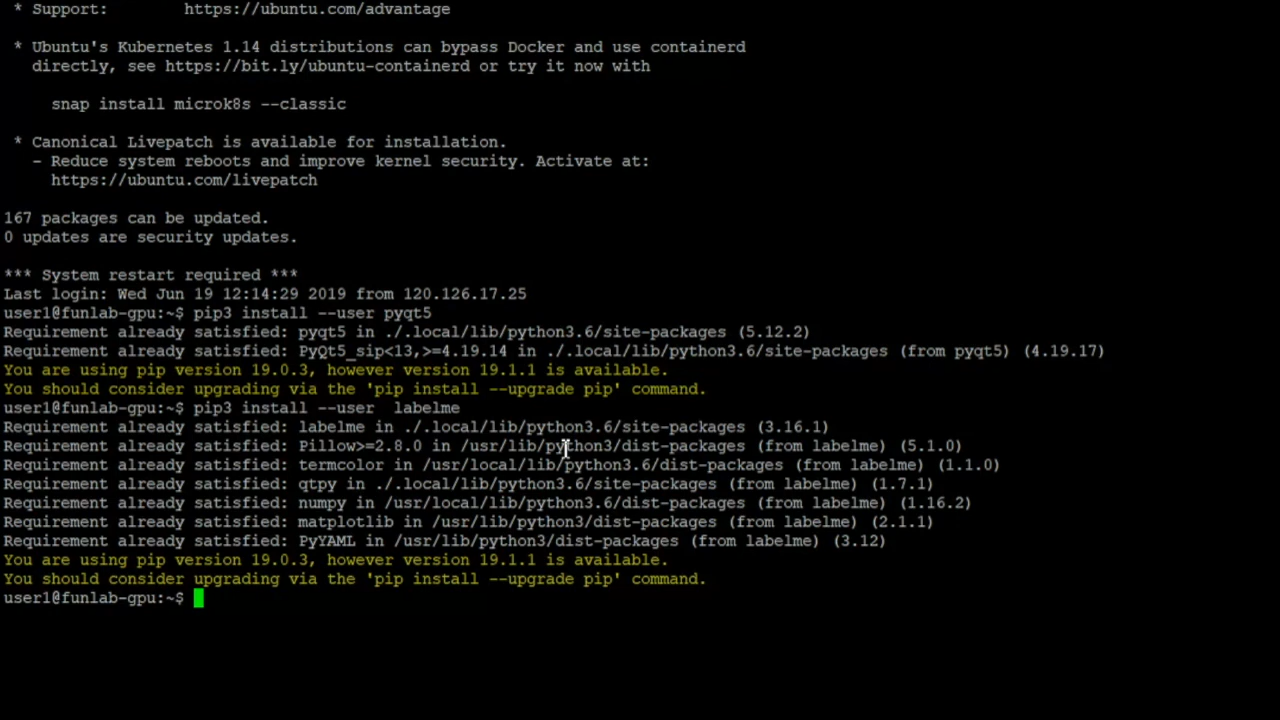 * Support:        https://ubuntu.com/advantage
* Ubuntu's Kubernetes 1.14 distributions can bypass Docker and use containerd
directly, see https://bit.ly/ubuntu-containerd or try it now with
snap install microk8s --classic
* Canonical Livepatch is available for installation.
- Reduce system reboots and improve kernel security. Activate at:
https://ubuntu.com/livepatch
167 packages can be updated.
0 updates are security updates.
*** System restart required ***
Last login: Wed Jun 19 12:14:29 2019 from 120.126.17.25
user1@funlab-gpu:~$ pip3 install --user pyqt5
Requirement already satisfied: pyqt5 in ./.local/lib/python3.6/site-packages (5.12.2)
Requirement already satisfied: PyQt5_sip<13,>=4.19.14 in ./.local/lib/python3.6/site-packages (from pyqt5) (4.19.17)
You are using pip version 19.0.3, however version 19.1.1 is available.
You should consider upgrading via the 'pip install --upgrade pip' command.
user1@funlab-gpu:~$ pip3 install --user  labelme
Requirement already satisfied: labelme in ./.local/lib/python3.6/site-packages (3.16.1)
Requirement already satisfied: Pillow>=2.8.0 in /usr/lib/python3/dist-packages (from labelme) (5.1.0)
Requirement already satisfied: termcolor in /usr/local/lib/python3.6/dist-packages (from labelme) (1.1.0)
Requirement already satisfied: qtpy in ./.local/lib/python3.6/site-packages (from labelme) (1.7.1)
Requirement already satisfied: numpy in /usr/local/lib/python3.6/dist-packages (from labelme) (1.16.2)
Requirement already satisfied: matplotlib in /usr/lib/python3/dist-packages (from labelme) (2.1.1)
Requirement already satisfied: PyYAML in /usr/lib/python3/dist-packages (from labelme) (3.12)
You are using pip version 19.0.3, however version 19.1.1 is available.
You should consider upgrading via the 'pip install --upgrade pip' command.
user1@funlab-gpu:~$